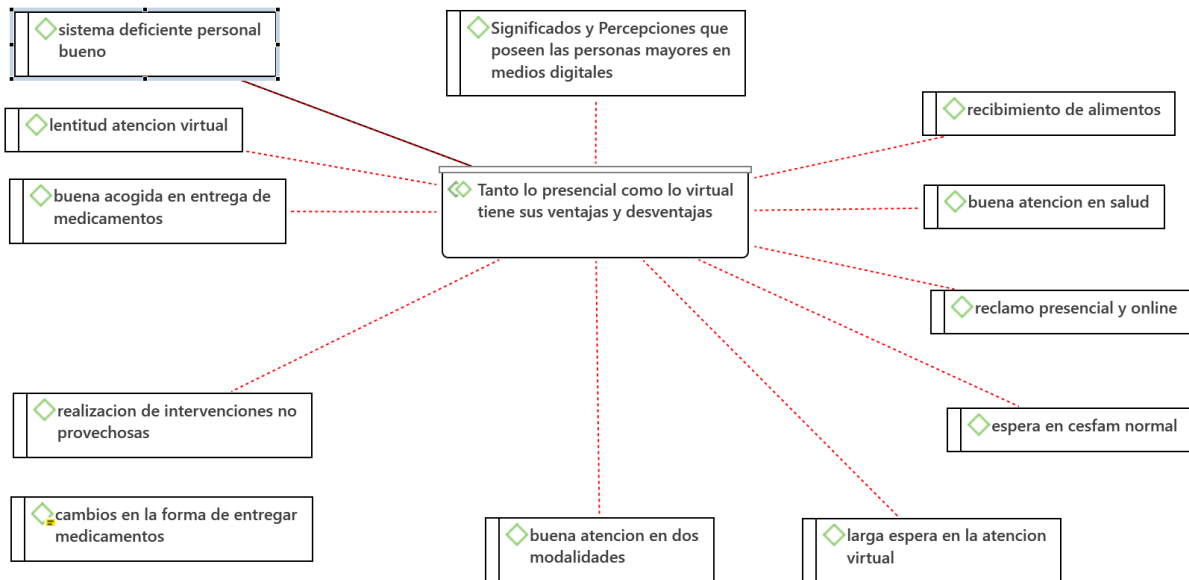 sistema deficiente personal
bueno
Significados y Percepciones que
poseen las personas mayores en
medios digitales
recibimiento de alimentos
lentitud atencion virtual
Tanto lo presencial como lo virtual
tiene sus ventajas y desventajas
buena acogida en entrega de
medicamentos
buena atencion en salud
reclamo presencial y online
realizacion de intervenciones no
provechosas
espera en cesfam normal
cambios en la forma de entregar
medicamentos
buena atencion en dos
modalidades
larga espera en la atencion
virtual